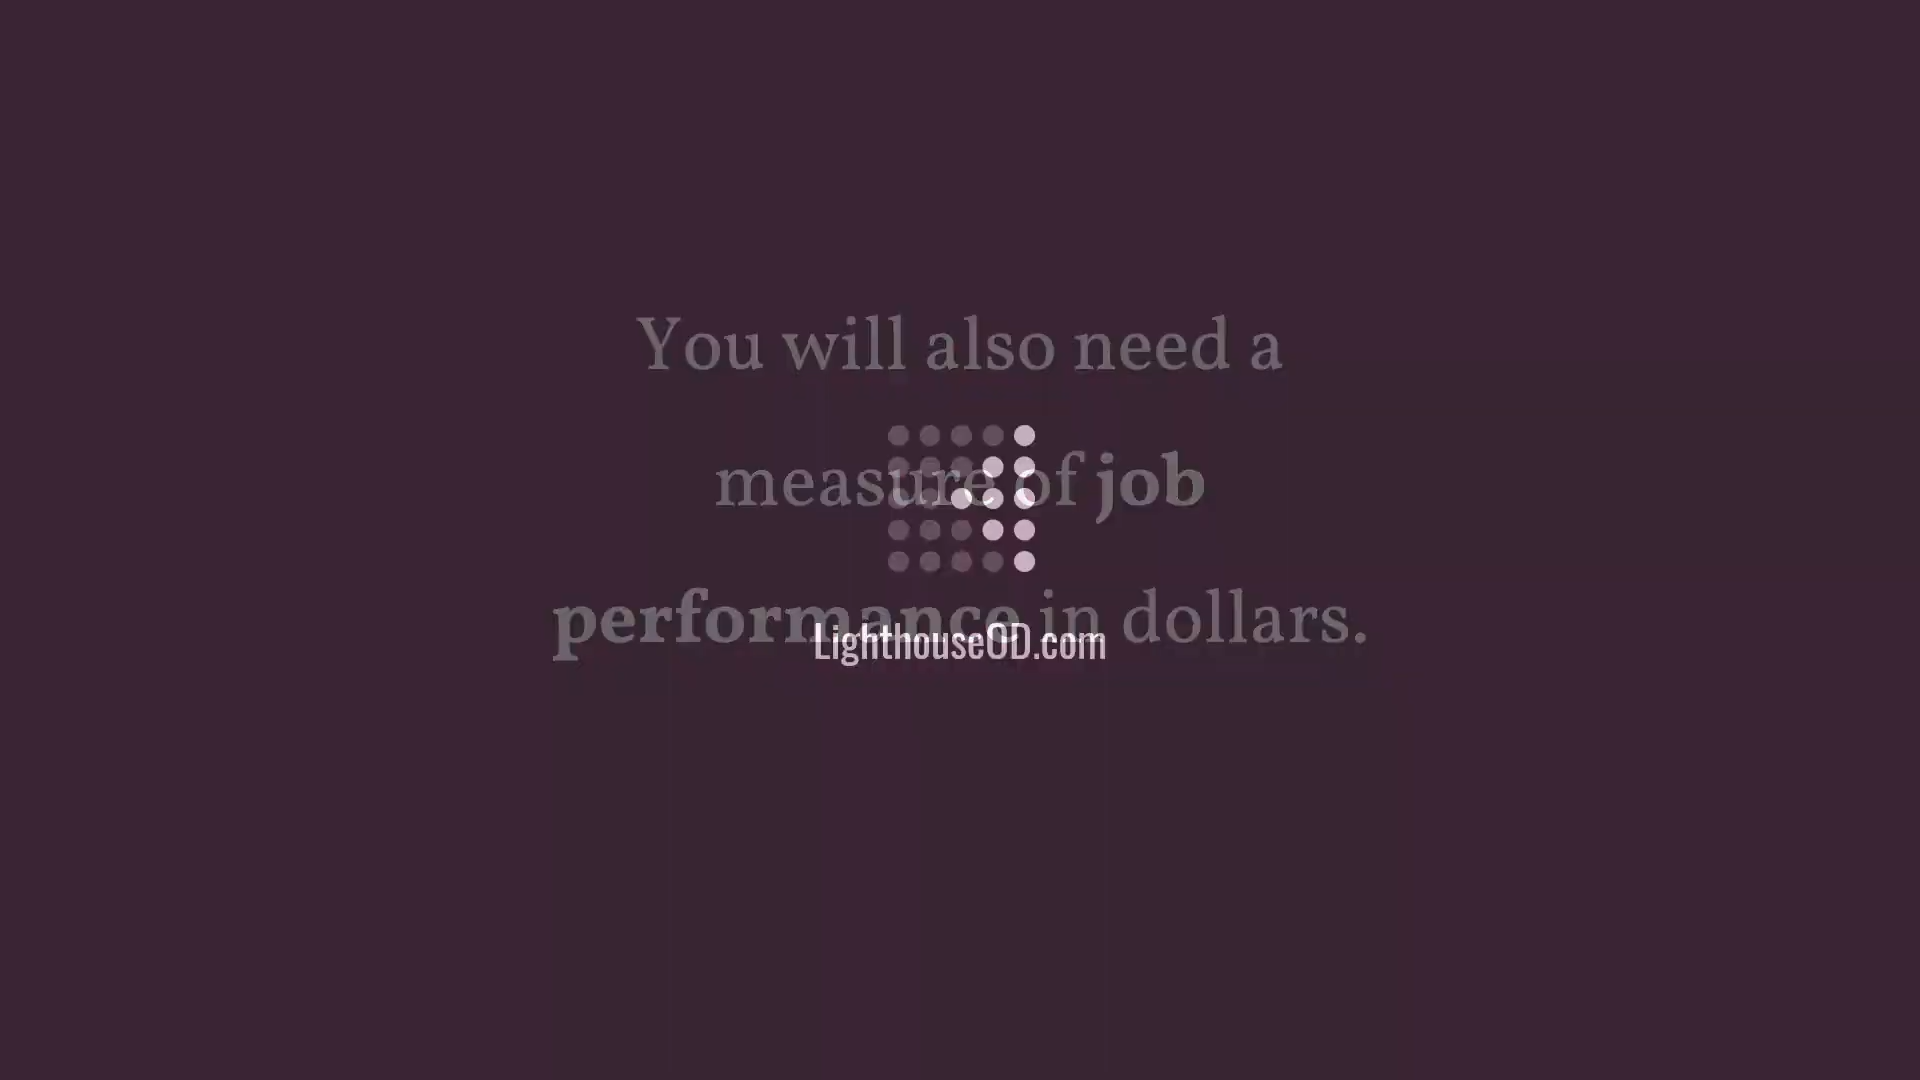 You will also need a
measure of job
performance in dollars.
LighthouseOD.com